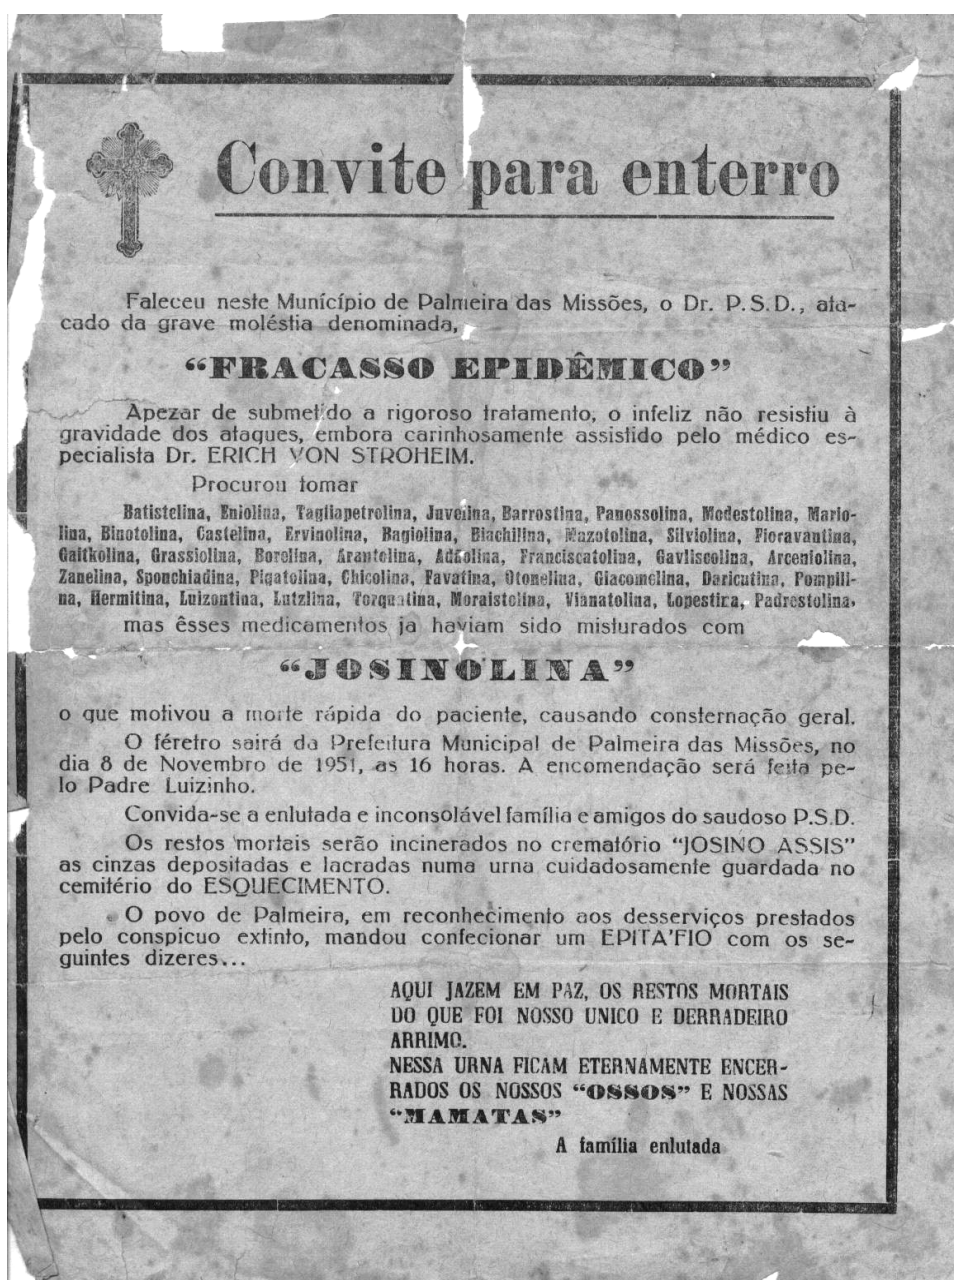 Convite para enterro
Faleceu neste Município de Palmeira das Missões, o Dr. P.S.D., ata-
cado da grave moléstia denominada,
“FRACASSO EPIDÊMICO”
Apezar de submetido a rigoroso tratamento, o infeliz não resistiu à
gravidade dos ataques, embora carinhosamente assistido pelo médico es-
pecialista Dr. ERICH VON STROHEIM.
Procurou tomar
Batistelina, Eniolina, Tagliapetrolina, Juvelina, Barrostina, Panossolina, Modestolina, Mario-
lina, Binotolina, Castelina, Ervinolina, Bagiolina, Biachilina, Mazotolina, Silviolina, Fioravantina,
Gaitkolina, Grassiolina, Borolina, Arantelina, Adãolina, Franciscatolina, Gavliscolina, Arceniolina,
Zanelina, Sponchiadina, Pigatolina, Chicolina, Favatina, Otonelina, Giacomelina, Daricutina, Pompili-
na, Hermitina, Luizontina, Lutzlina, Torquatina, Moraistolina, Vianatolina, Lopestira, Padrestolina,
mas êsses medicamentos ja haviam sido misturados com
“JOSINOLINA”
o que motivou a morte rápida do paciente, causando consternação geral.
O féretro sairá da Prefeitura Municipal de Palmeira das Missões, no
dia 8 de Novembro de 1951, as 16 horas. A encomendação será feita pe-
lo Padre Luizinho.
Convida-se a enlutada e inconsolável família e amigos do saudoso P.S.D.
Os restos mortais serão incinerados no crematório “JOSINO ASSIS”
as cinzas depositadas e lacradas numa urna cuidadosamente guardada no
cemitério do ESQUECIMENTO.
O povo de Palmeira, em reconhecimento aos desserviços prestados
pelo conspicuo extinto, mandou confecionar um EPITA’FIO com os se-
guintes dizeres...
AQUI JAZEM EM PAZ, OS RESTOS MORTAIS
DO QUE FOI NOSSO UNICO E DERRADEIRO
ARRIMO.
NESSA URNA FICAM ETERNAMENTE ENCER-
RADOS OS NOSSOS “OSSOS” E NOSSAS
“MAMATAS”
A família enlutada